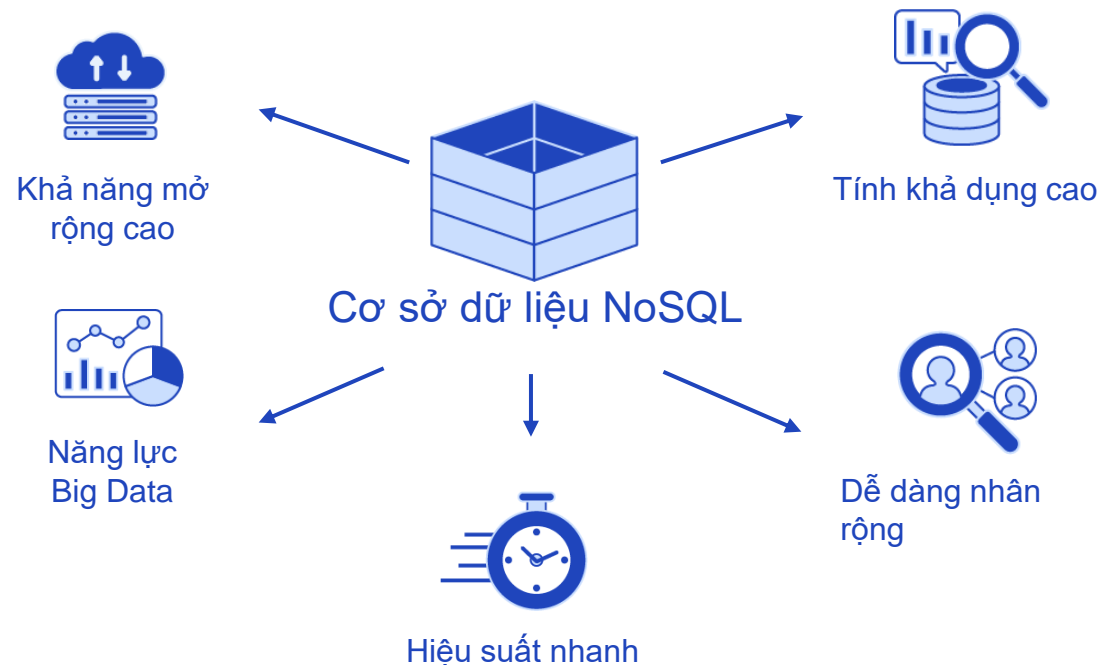 Khả năng mở
rộng cao
Tính khả dụng cao
Cơ sở dữ liệu NoSQL
Năng lực
Big Data
Dễ dàng nhân
rộng
Hiệu suất nhanh